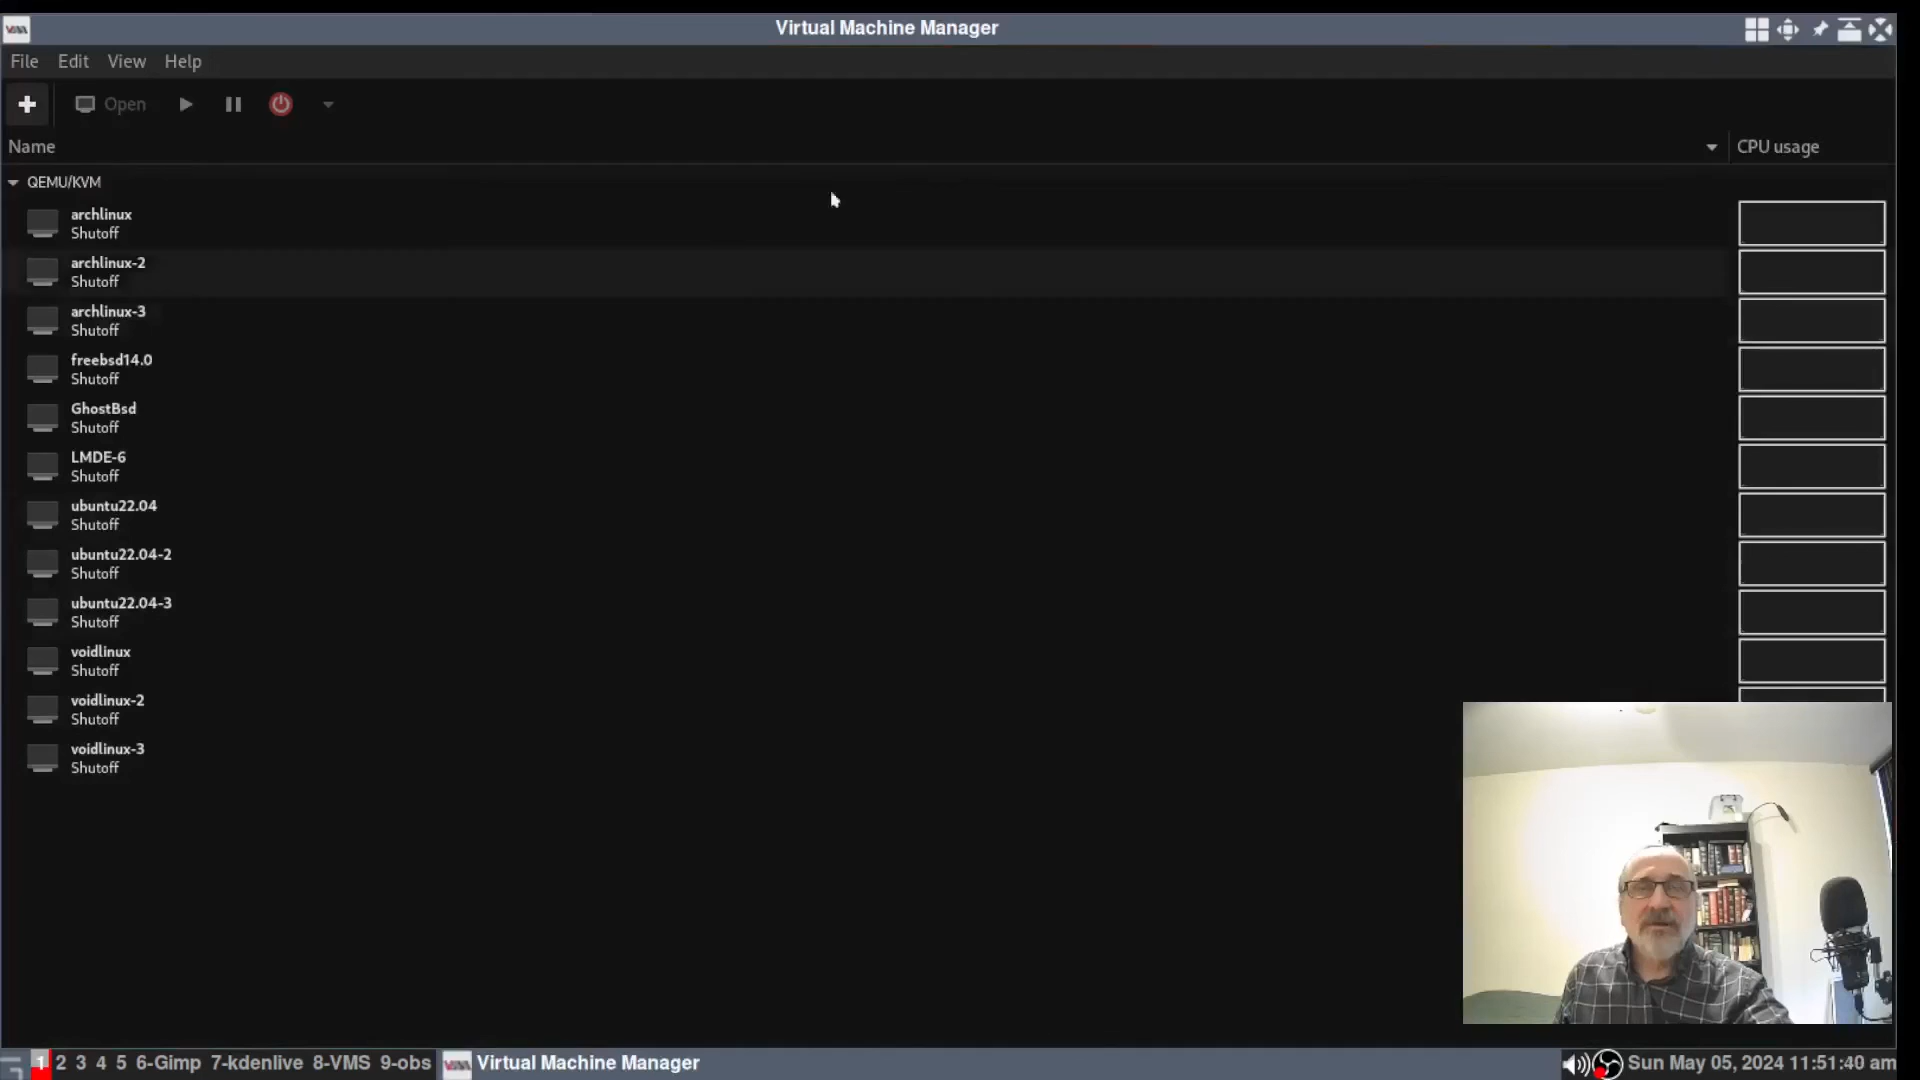 Virtual Machine Manager
File Edit View Help
Open
Name CPU usage
QEMU/KVM
archlinux
Shutoff
archlinux-2
Shutoff
archlinux-3
Shutoff
freebsd14.0
Shutoff
GhostBsd
Shutoff
LMDE-6
Shutoff
ubuntu22.04
Shutoff
ubuntu22.04-2
Shutoff
ubuntu22.04-3
Shutoff
voidlinux
Shutoff
voidlinux-2
Shutoff
voidlinux-3
Shutoff
1 2 3 4 5 6-Gimp 7-kdenlive 8-VMS 9-obs Virtual Machine Manager Sun May 05, 2024 11:51:40 am